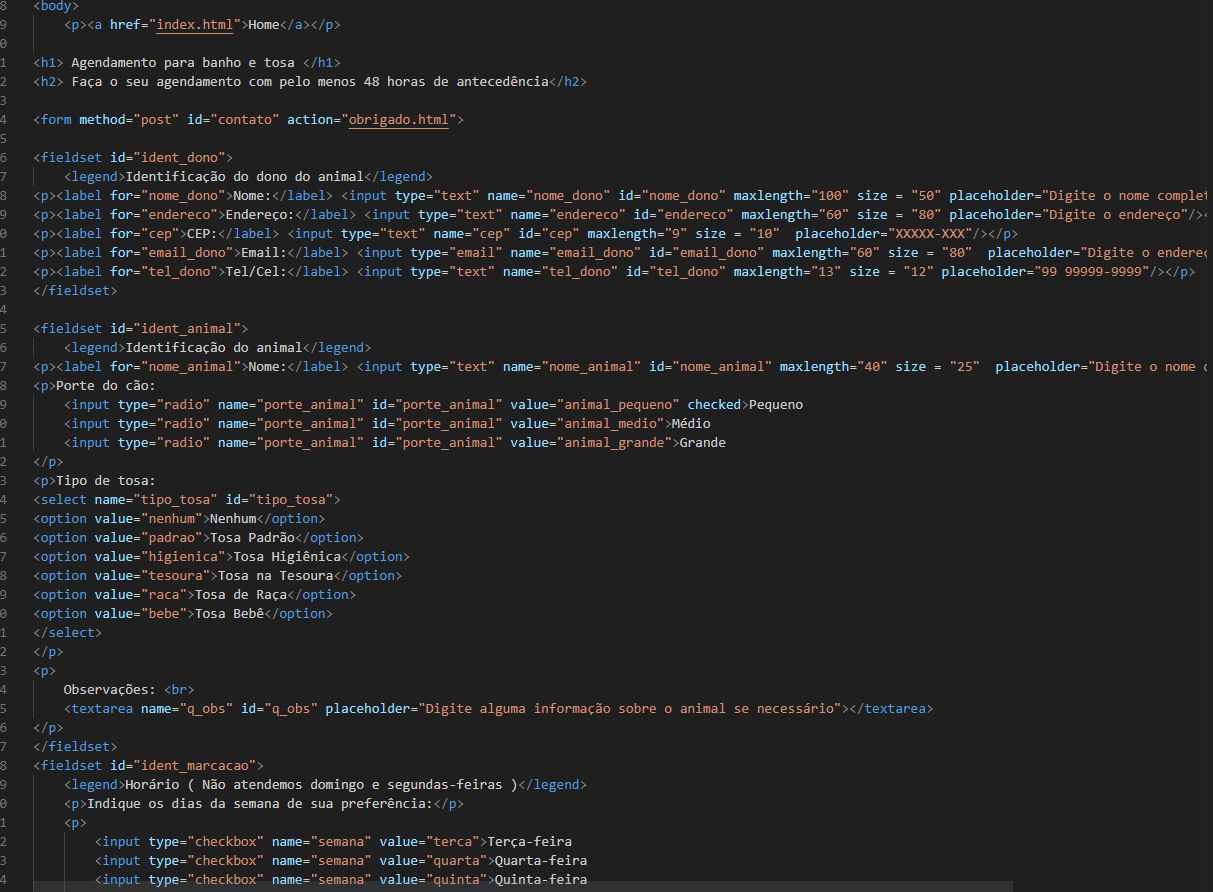 8 <body>
9 <p><a href="index.html">Home</a></p>
0
1 <h1> Agendamento para banho e tosa </h1>
2 <h2> Faça o seu agendamento com pelo menos 48 horas de antecedência</h2>
3
4 <form method="post" id="contato" action="obrigado.html">
5
6 <fieldset id="ident_dono">
7 <legend>Identificação do dono do animal</legend>
8 <p><label for="nome_dono">Nome:</label> <input type="text" name="nome_dono" id="nome_dono" maxlength="100" size = "50" placeholder="Digite o nome complet
9 <p><label for="endereco">Endereço:</label> <input type="text" name="endereco" id="endereco" maxlength="60" size = "80" placeholder="Digite o endereço"/><
0 <p><label for="cep">CEP:</label> <input type="text" name="cep" id="cep" maxlength="9" size = "10"  placeholder="XXXXX-XXX"/></p>
1 <p><label for="email_dono">Email:</label> <input type="email" name="email_dono" id="email_dono" maxlength="60" size = "80"  placeholder="Digite o endereç
2 <p><label for="tel_dono">Tel/Cel:</label> <input type="text" name="tel_dono" id="tel_dono" maxlength="13" size = "12" placeholder="99 99999-9999"/></p>
3 </fieldset>
4
5 <fieldset id="ident_animal">
6 <legend>Identificação do animal</legend>
7 <p><label for="nome_animal">Nome:</label> <input type="text" name="nome_animal" id="nome_animal" maxlength="40" size = "25"  placeholder="Digite o nome
8 <p>Porte do cão:
9 <input type="radio" name="porte_animal" id="porte_animal" value="animal_pequeno" checked>Pequeno
0 <input type="radio" name="porte_animal" id="porte_animal" value="animal_medio">Médio
1 <input type="radio" name="porte_animal" id="porte_animal" value="animal_grande">Grande
2 </p>
3 <p>Tipo de tosa:
4 <select name="tipo_tosa" id="tipo_tosa">
5 <option value="nenhum">Nenhum</option>
6 <option value="padrao">Tosa Padrão</option>
7 <option value="higienica">Tosa Higiênica</option>
8 <option value="tesoura">Tosa na Tesoura</option>
9 <option value="raca">Tosa de Raça</option>
0 <option value="bebe">Tosa Bebê</option>
1 </select>
2 </p>
3 <p>
4 Observações: <br>
5 <textarea name="q_obs" id="q_obs" placeholder="Digite alguma informação sobre o animal se necessário"></textarea>
6 </p>
7 </fieldset>
8 <fieldset id="ident_marcacao">
9 <legend>Horário ( Não atendemos domingo e segundas-feiras )</legend>
0 <p>Indique os dias da semana de sua preferência:</p>
1 <p>
2 <input type="checkbox" name="semana" value="terca">Terça-feira
3 <input type="checkbox" name="semana" value="quarta">Quarta-feira
4 <input type="checkbox" name="semana" value="quinta">Quinta-feira